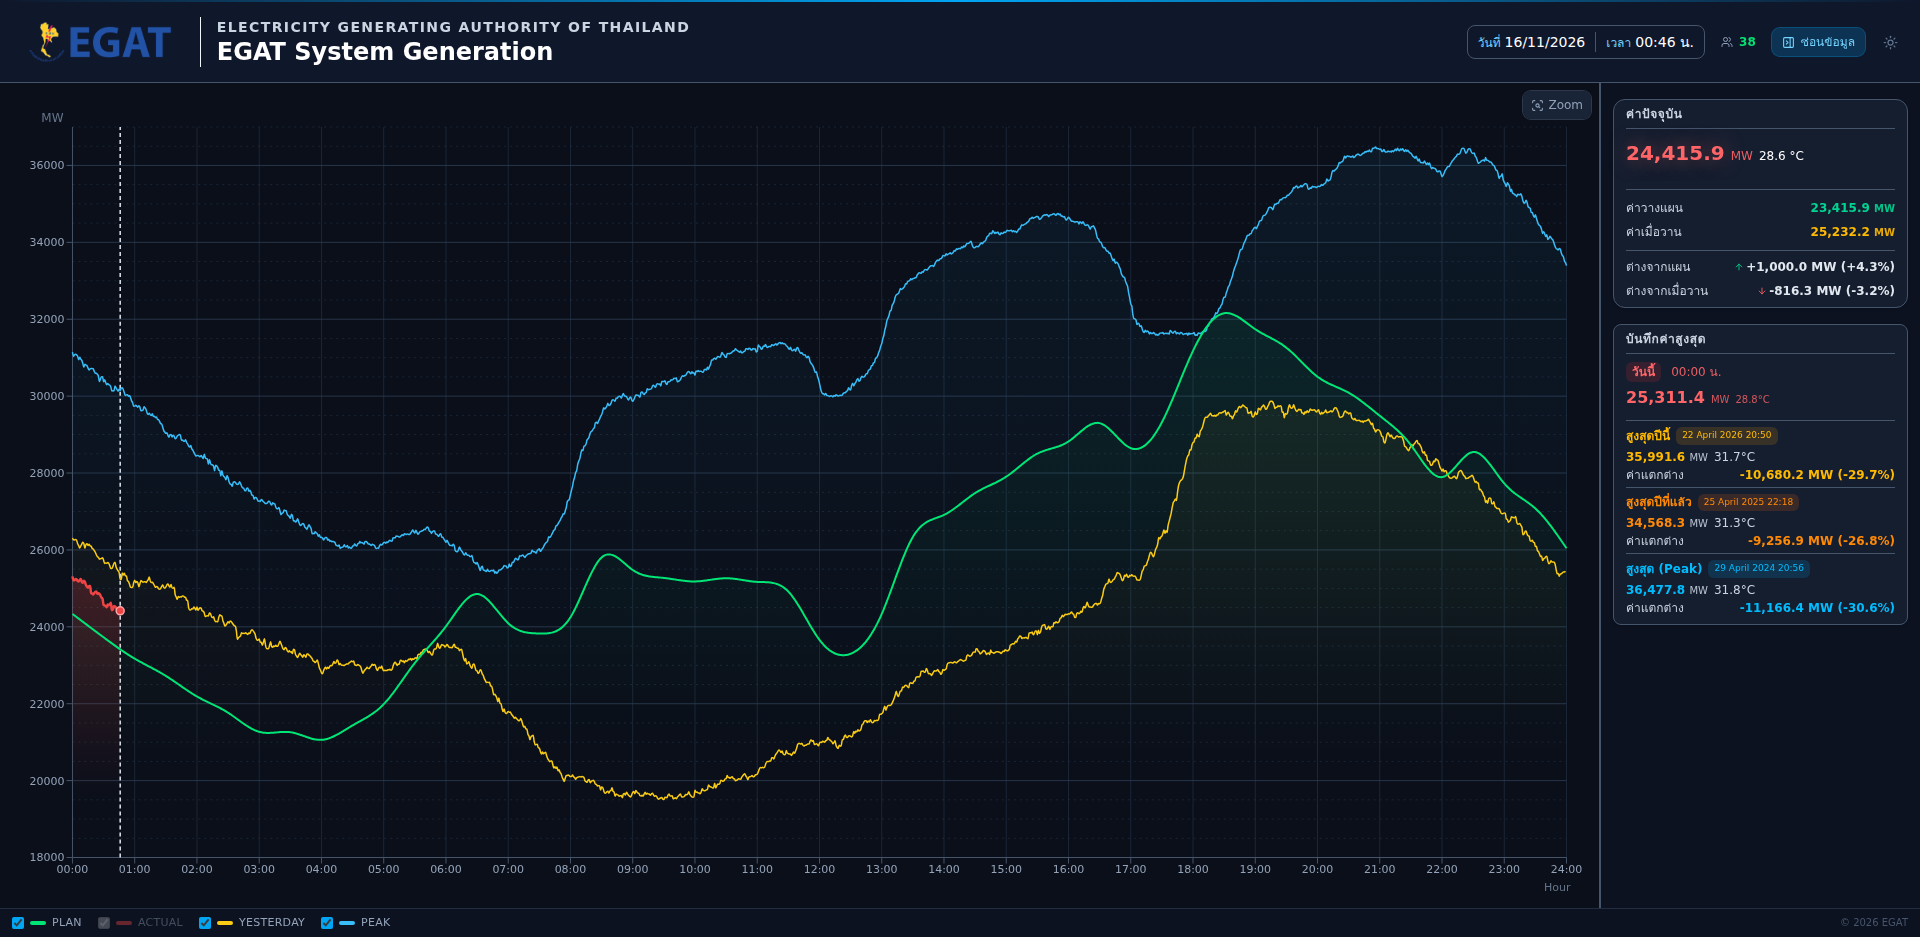 EGAT
ELECTRICITY GENERATING AUTHORITY OF THAILAND
EGAT System Generation
วันที่ 16/11/2026 เวลา 00:46 น.
38
ซ่อนข้อมูล
Zoom
MW
36000
34000
32000
30000
28000
26000
24000
22000
20000
18000
00:00 01:00 02:00 03:00 04:00 05:00 06:00 07:00 08:00 09:00 10:00 11:00 12:00 13:00 14:00 15:00 16:00 17:00 18:00 19:00 20:00 21:00 22:00 23:00 24:00
Hour
ค่าปัจจุบัน
24,415.9 MW 28.6 °C
ค่าวางแผน 23,415.9 MW
ค่าเมื่อวาน 25,232.2 MW
ต่างจากแผน ↑ +1,000.0 MW (+4.3%)
ต่างจากเมื่อวาน ↓ -816.3 MW (-3.2%)
บันทึกค่าสูงสุด
วันนี้ 00:00 น.
25,311.4 MW 28.8°C
สูงสุดปีนี้ 22 April 2026 20:50
35,991.6 MW 31.7°C
ค่าแตกต่าง -10,680.2 MW (-29.7%)
สูงสุดปีที่แล้ว 25 April 2025 22:18
34,568.3 MW 31.3°C
ค่าแตกต่าง -9,256.9 MW (-26.8%)
สูงสุด (Peak) 29 April 2024 20:56
36,477.8 MW 31.8°C
ค่าแตกต่าง -11,166.4 MW (-30.6%)
PLAN ACTUAL YESTERDAY PEAK
© 2026 EGAT